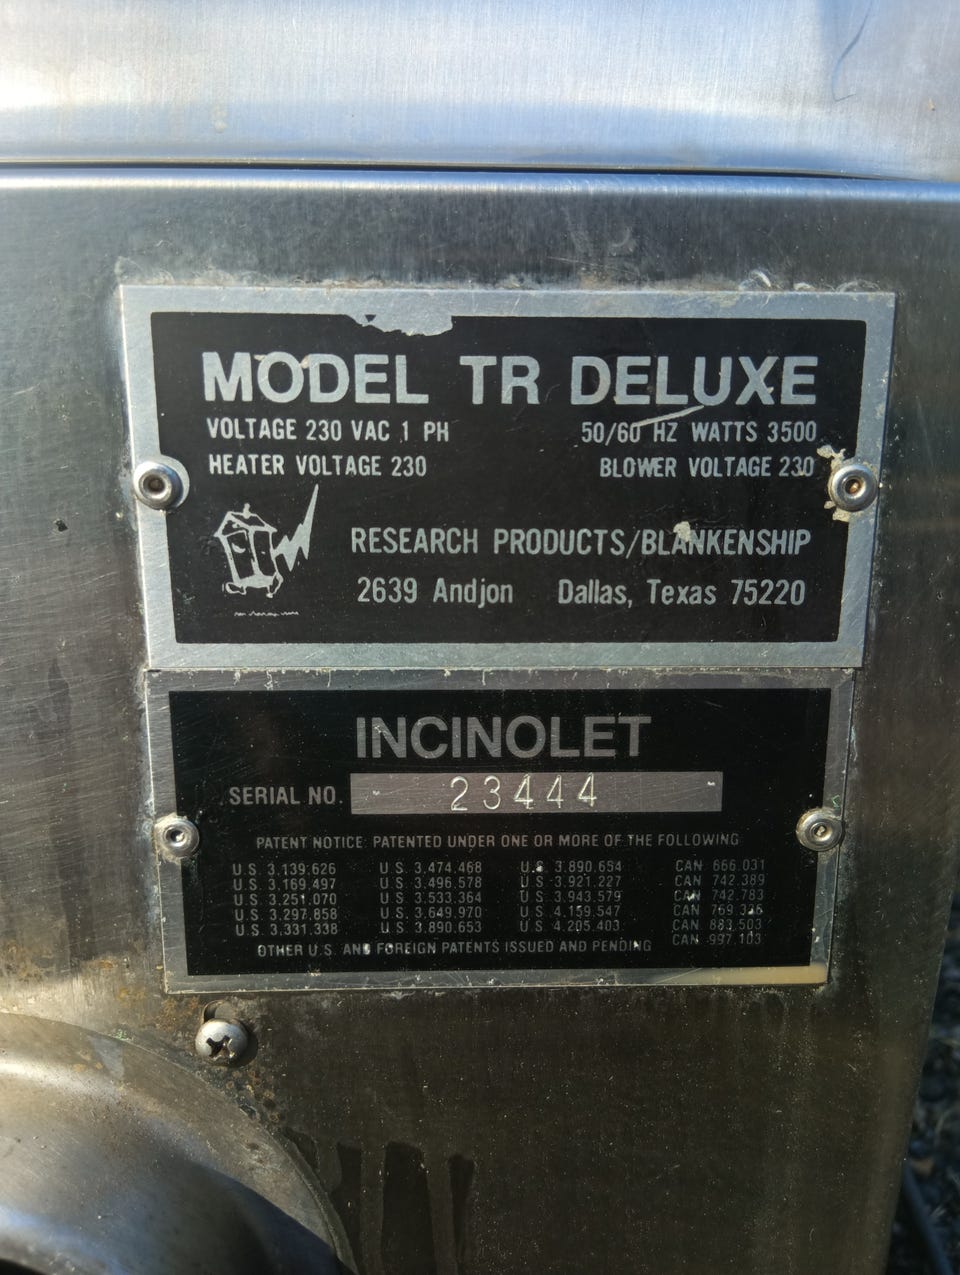 MODEL TR DELUXE
VOLTAGE 230 VAC 1 PH 50/60 HZ WATTS 3500
HEATER VOLTAGE 230 BLOWER VOLTAGE 230
RESEARCH PRODUCTS/BLANKENSHIP
2639 Andjon Dallas, Texas 75220
INCINOLET
SERIAL NO. 23444
PATENT NOTICE PATENTED UNDER ONE OR MORE OF THE FOLLOWING
U.S. 3.139.626 U.S. 3.474.468 U.S. 3.890.654 CAN 666.031
U.S. 3.169.497 U.S. 3.496.578 U.S. 3.921.227 CAN 742.389
U.S. 3.251.070 U.S. 3.533.364 U.S. 3.943.579 CAN 742.783
U.S. 3.297.858 U.S. 3.649.970 U.S. 4.159.547 CAN
U.S. 3.331.338 U.S. 3.890.653 U.S. 4.205.403 CAN 883.503
OTHER U.S. AND FOREIGN PATENTS ISSUED AND PENDING CAN 997.103